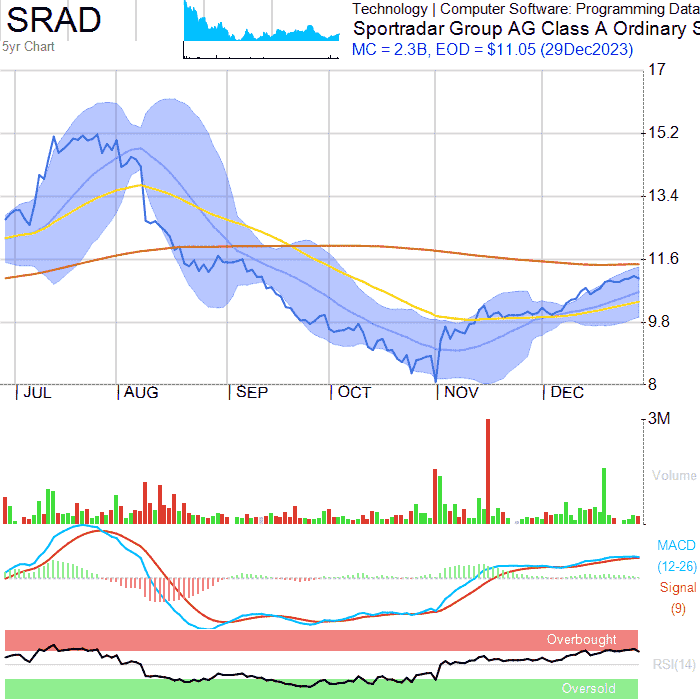 SRAD
5yr Chart
Technology | Computer Software: Programming Data
Sportradar Group AG Class A Ordinary S
MC = 2.3B, EOD = $11.05 (29Dec2023)
17
15.2
13.4
11.6
9.8
8
JUL AUG SEP OCT NOV DEC
3M
Volume
MACD
(12-26)
Signal
(9)
Overbought
RSI(14)
Oversold